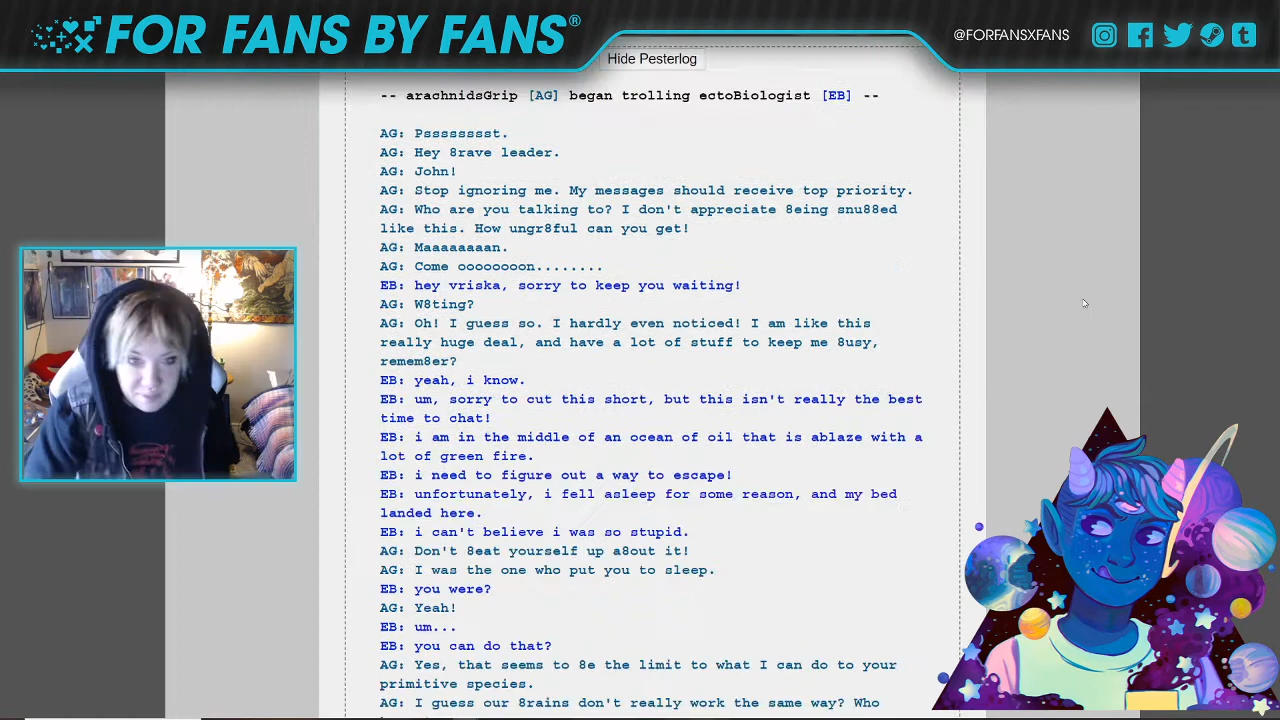 FOR FANS BY FANS®
@FORFANSXFANS
Hide Pesterlog
-- arachnidsGrip [AG] began trolling ectoBiologist [EB] --
AG: Psssssssst.
AG: Hey 8rave leader.
AG: John!
AG: Stop ignoring me. My messages should receive top priority.
AG: Who are you talking to? I don't appreciate 8eing snu88ed
like this. How ungr8ful can you get!
AG: Maaaaaaaan.
AG: Come oooooooon........
EB: hey vriska, sorry to keep you waiting!
AG: W8ting?
AG: Oh! I guess so. I hardly even noticed! I am like this
really huge deal, and have a lot of stuff to keep me 8usy,
remem8er?
EB: yeah, i know.
EB: um, sorry to cut this short, but this isn't really the best
time to chat!
EB: i am in the middle of an ocean of oil that is ablaze with a
lot of green fire.
EB: i need to figure out a way to escape!
EB: unfortunately, i fell asleep for some reason, and my bed
landed here.
EB: i can't believe i was so stupid.
AG: Don't 8eat yourself up a8out it!
AG: I was the one who put you to sleep.
EB: you were?
AG: Yeah!
EB: um...
EB: you can do that?
AG: Yes, that seems to 8e the limit to what I can do to your
primitive species.
AG: I guess our 8rains don't really work the same way? Who